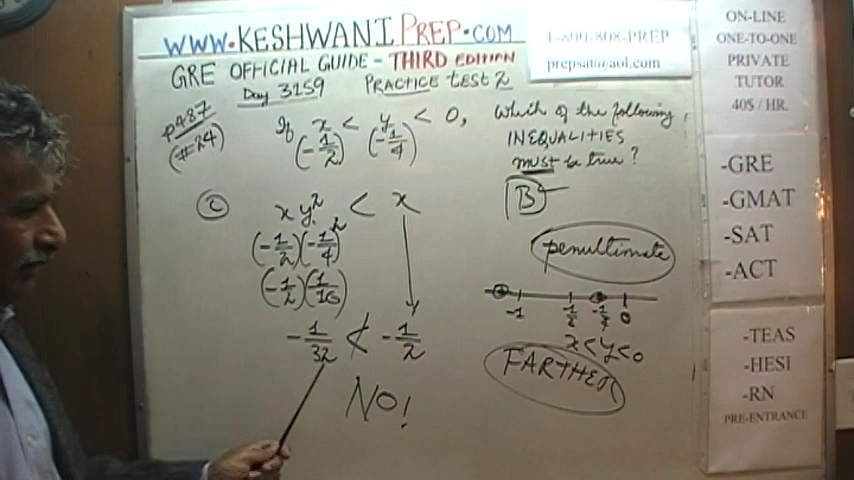 WWW.KESHWANIPREP.COM
1-800-808-PREP
prepsat@aol.com
GRE OFFICIAL GUIDE - THIRD EDITION
Day 3159 PRACTICE TEST 2
p487
(#24)
If x < y < 0, Which of the following
(-1/2) (-1/4) INEQUALITIES
must be true?
B
C xy² < x
(-1/2)(-1/4)²
(-1/2)(1/16)
-1/32 ≮ -1/2
NO!
penultimate
-1 -1/2 -1/4 0
x<y<0
FARTHER
ON-LINE
ONE-TO-ONE
PRIVATE
TUTOR
40$ / HR.
-GRE
-GMAT
-SAT
-ACT
-TEAS
-HESI
-RN
PRE-ENTRANCE